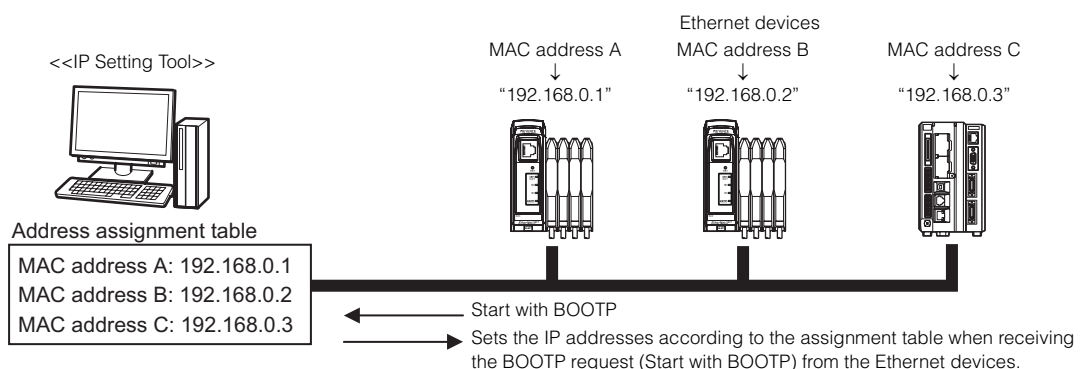 Ethernet devices
<<IP Setting Tool>>
MAC address A
↓
“192.168.0.1”
MAC address B
↓
“192.168.0.2”
MAC address C
↓
“192.168.0.3”
Address assignment table
MAC address A: 192.168.0.1
MAC address B: 192.168.0.2
MAC address C: 192.168.0.3
Start with BOOTP
Sets the IP addresses according to the assignment table when receiving
the BOOTP request (Start with BOOTP) from the Ethernet devices.